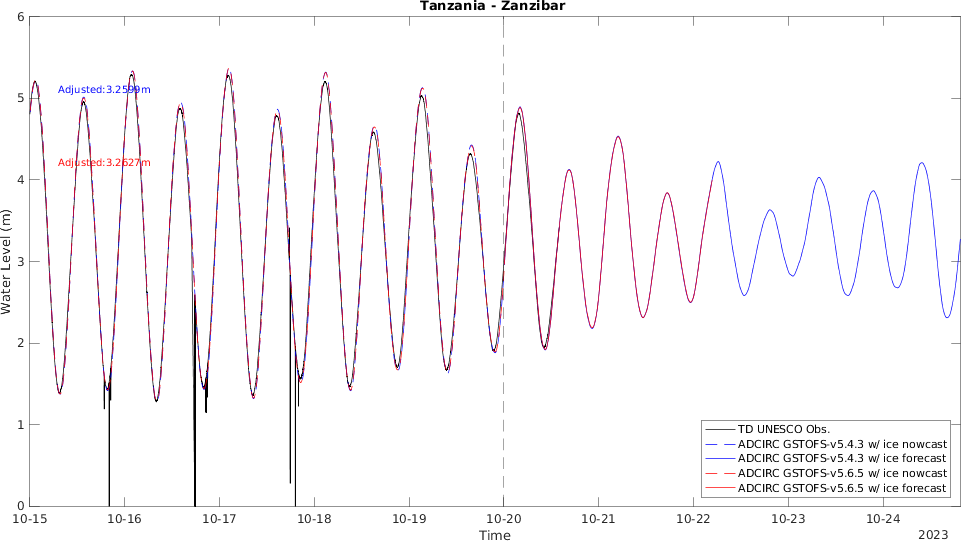 Tanzania - Zanzibar
6
5
4
3
2
1
0
Water Level (m)
Adjusted:3.2599m
Adjusted:3.2627m
TD UNESCO Obs.
ADCIRC GSTOFS-v5.4.3 w/ ice nowcast
ADCIRC GSTOFS-v5.4.3 w/ ice forecast
ADCIRC GSTOFS-v5.6.5 w/ ice nowcast
ADCIRC GSTOFS-v5.6.5 w/ ice forecast
10-15 10-16 10-17 10-18 10-19 10-20 10-21 10-22 10-23 10-24
Time
2023